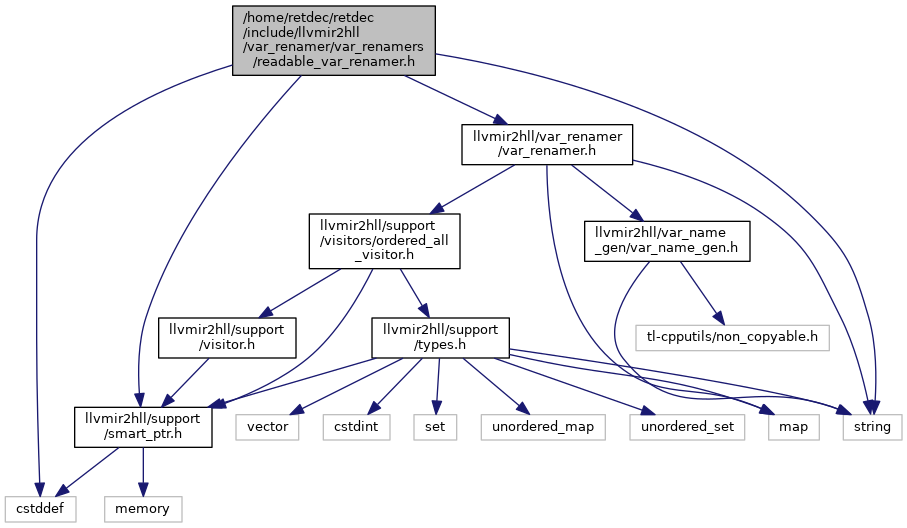 /home/retdec/retdec
/include/llvmir2hll
/var_renamer/var_renamers
/readable_var_renamer.h
llvmir2hll/var_renamer
/var_renamer.h
llvmir2hll/support
/visitors/ordered_all
_visitor.h
llvmir2hll/var_name
_gen/var_name_gen.h
llvmir2hll/support
/visitor.h
llvmir2hll/support
/types.h
tl-cpputils/non_copyable.h
llvmir2hll/support
/smart_ptr.h
vector
cstdint
set
unordered_map
unordered_set
map
string
cstddef
memory